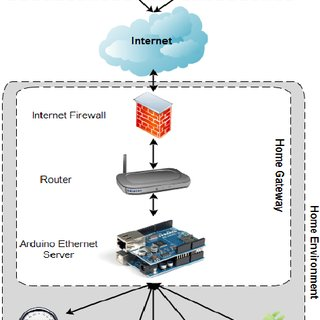 Internet
Internet Firewall
Router
Arduino Ethernet
Server
Home Gateway
Home Environment